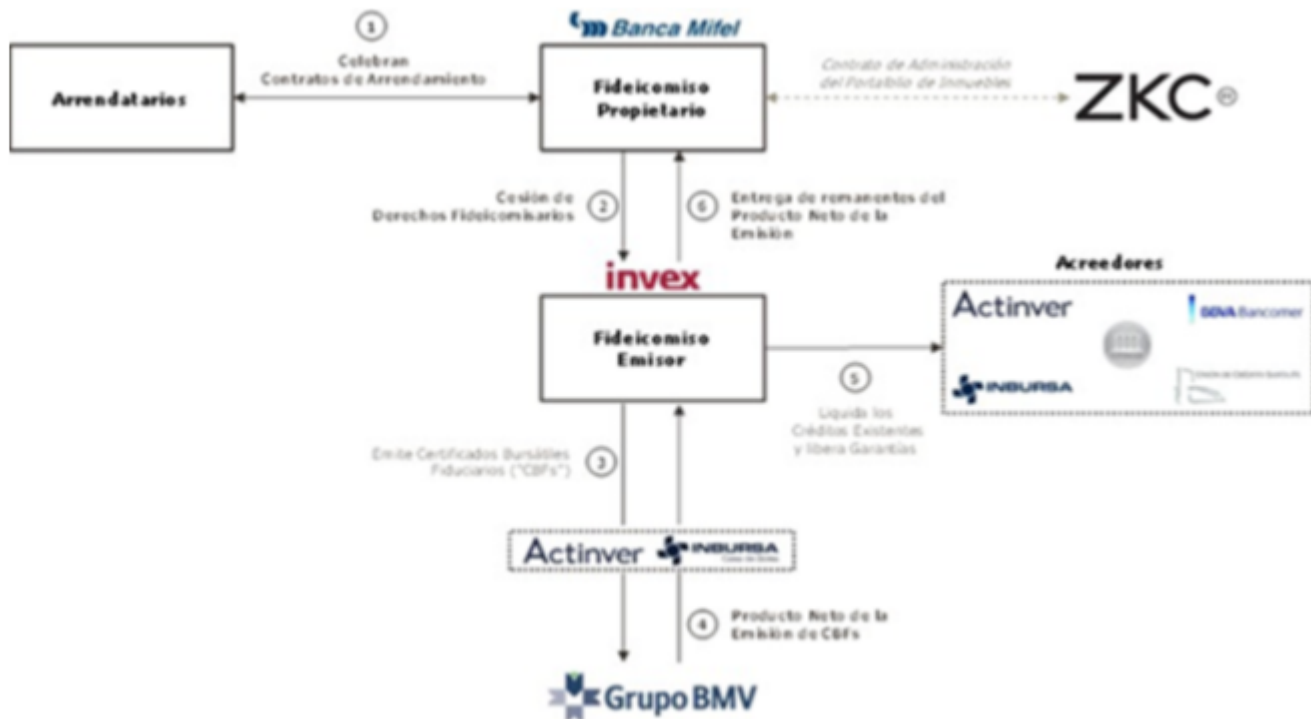 1
Banca Mifel
Celebran
Contratos de Arrendamiento
Arrendatarios
Fideicomiso
Propietario
Contrato de Administración
del Portafolio de Inmuebles
ZKC
Cesión de
Derechos Fideicomisarios
2
6
Entrega de remanentes del
Producto Neto de la
Emisión
invex
Fideicomiso
Emisor
Acreedores
Actinver
BBVA Bancomer
INBURSA
5
Liquida los
Créditos Existentes
y libera Garantías
Emite Certificados Bursátiles
Fiduciarios ("CBFs")
3
Actinver
INBURSA
4
Producto Neto de la
Emisión de CBFs
Grupo BMV